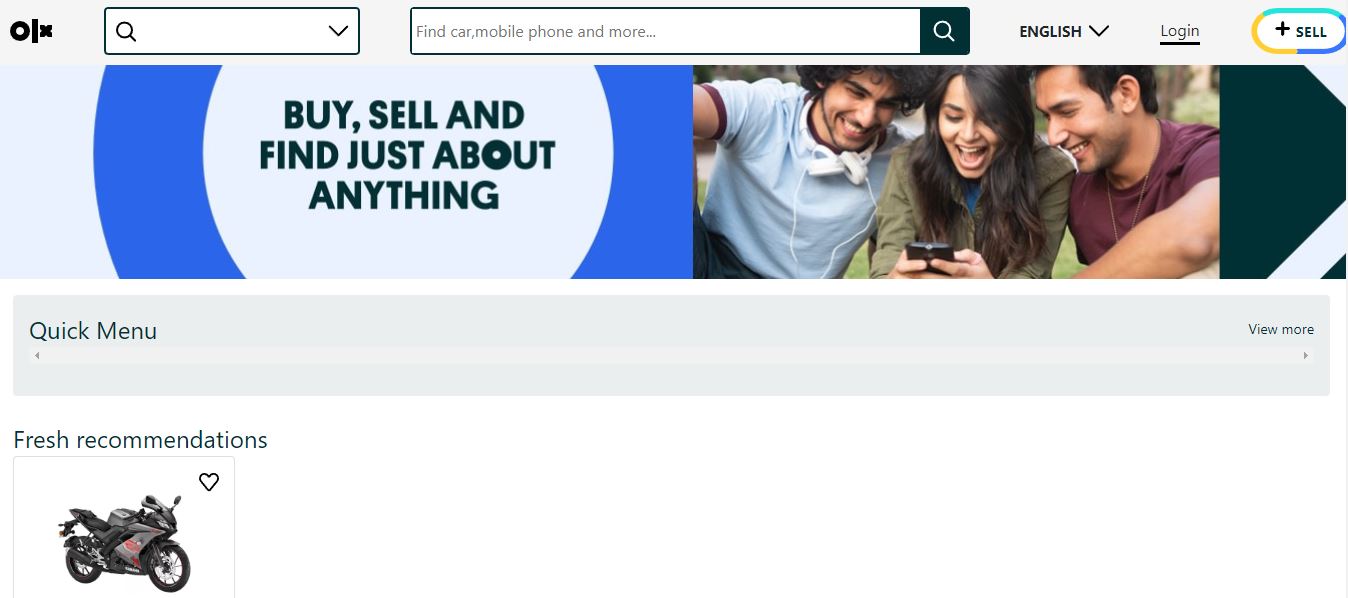 olx
Find car,mobile phone and more...
ENGLISH
Login
+ SELL
BUY, SELL AND
FIND JUST ABOUT
ANYTHING
Quick Menu
View more
Fresh recommendations
YAMAHA